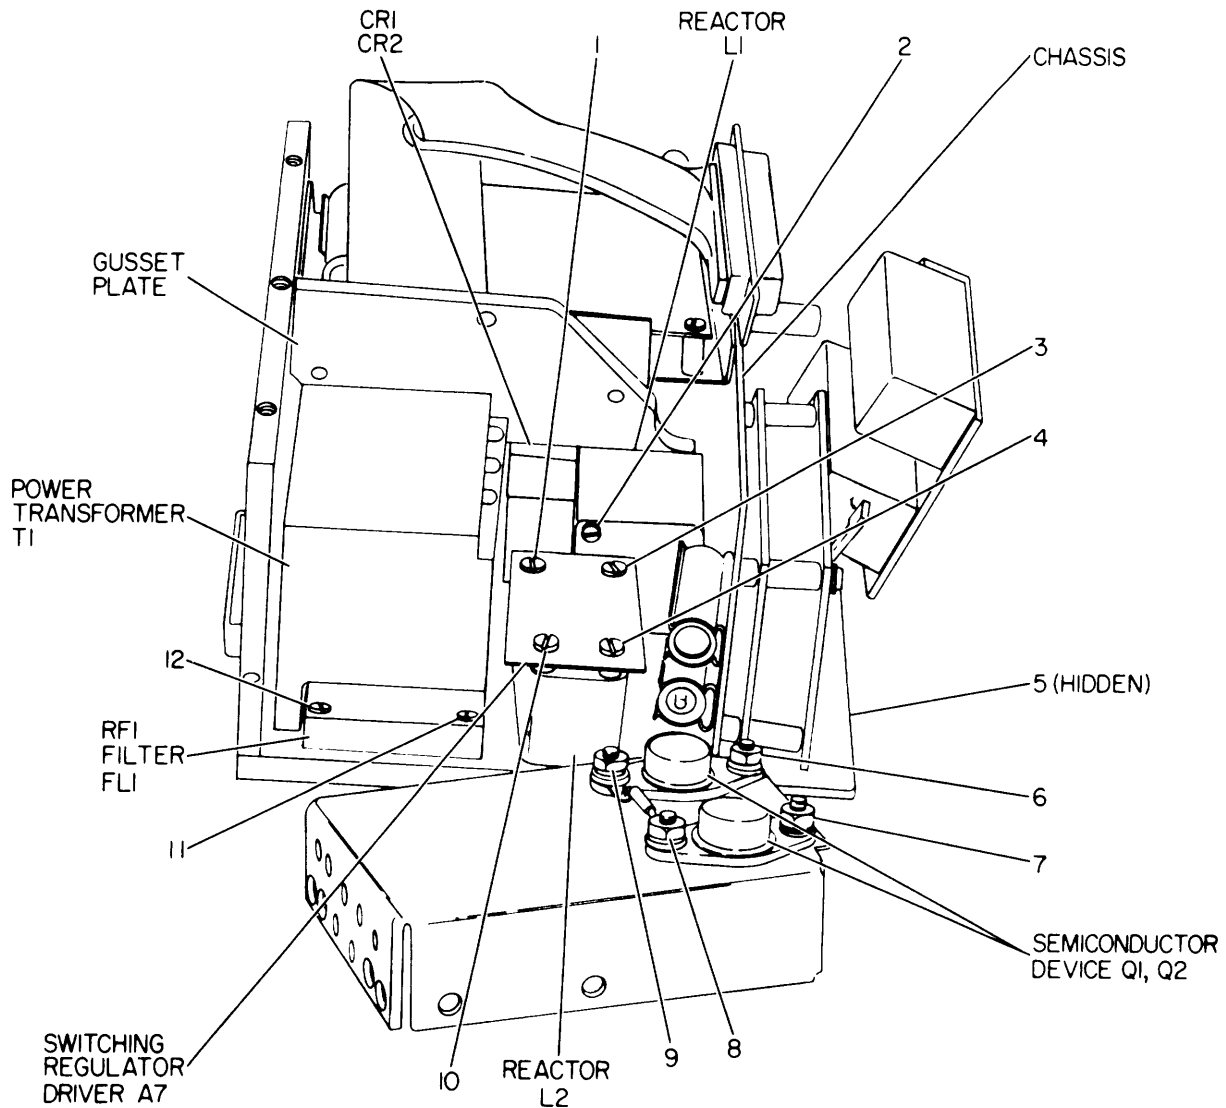 CR1
CR2
1
REACTOR
L1
2
CHASSIS
GUSSET
PLATE
3
4
POWER
TRANSFORMER
T1
12
5 (HIDDEN)
RFI
FILTER
FL1
6
11
7
SEMICONDUCTOR
DEVICE Q1, Q2
SWITCHING
REGULATOR
DRIVER A7
10
REACTOR
L2
9
8